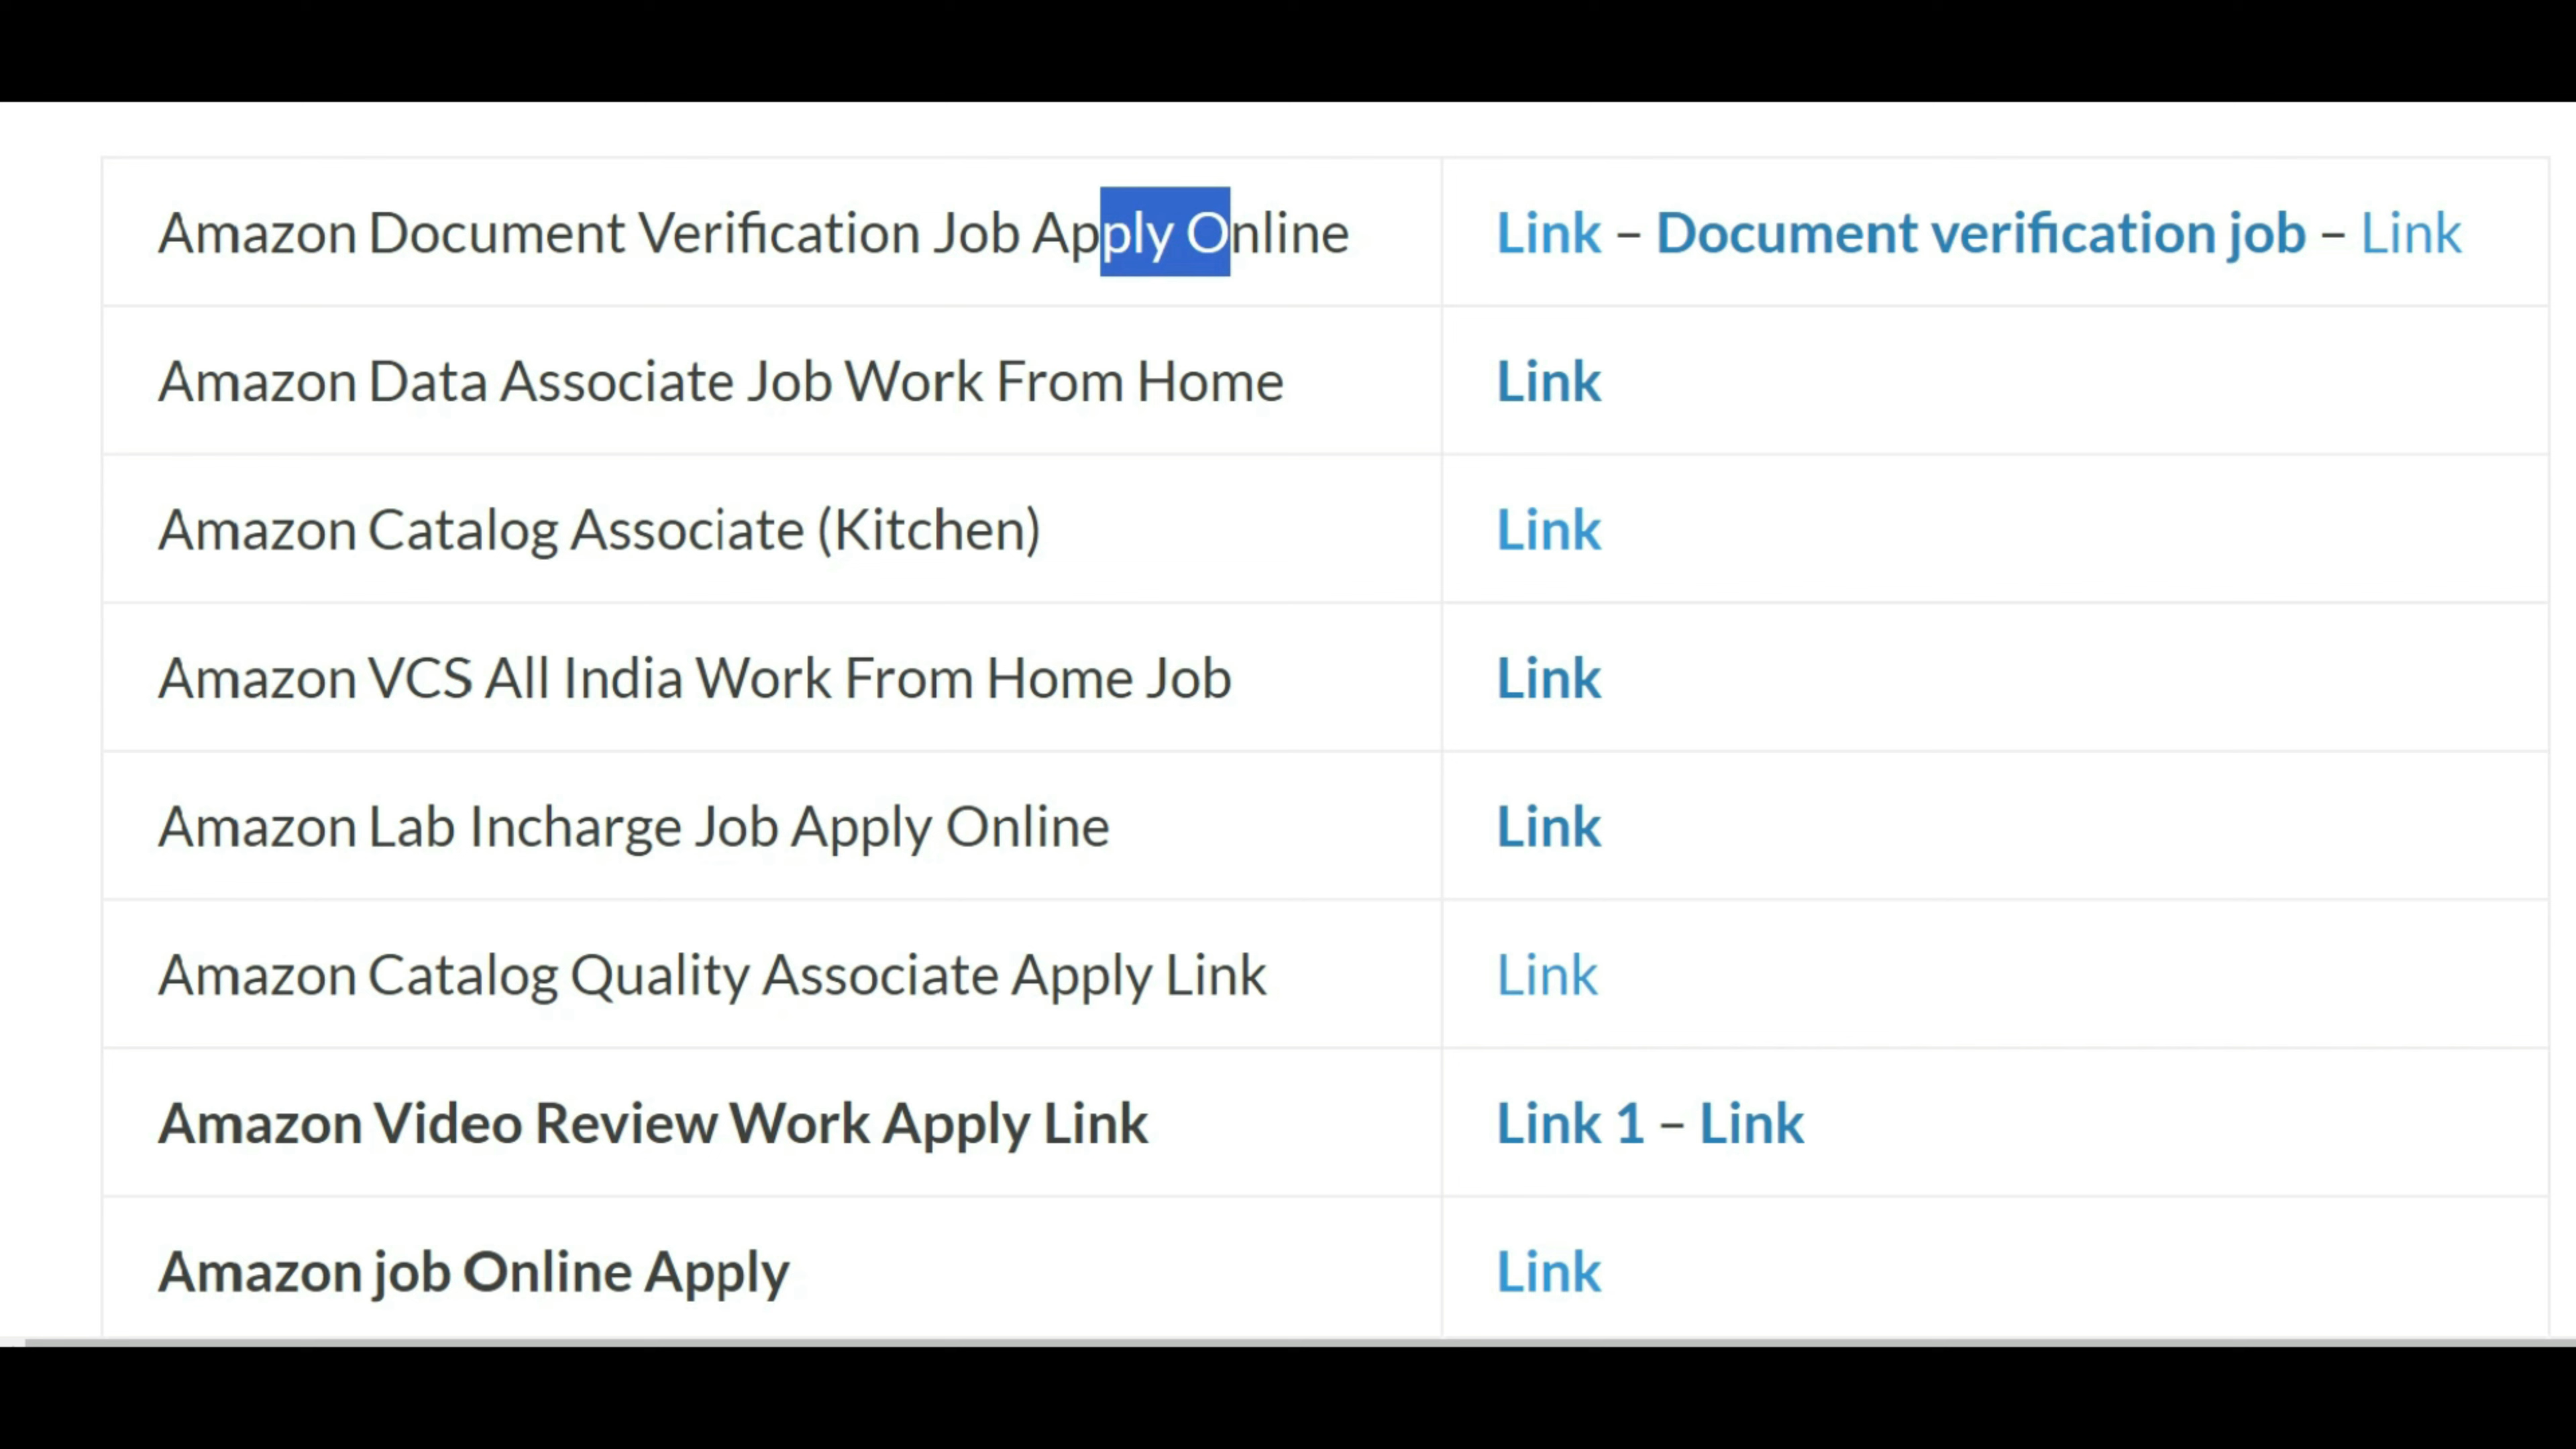 Amazon Document Verification Job Apply Online Link – Document verification job – Link
Amazon Data Associate Job Work From Home Link
Amazon Catalog Associate (Kitchen) Link
Amazon VCS All India Work From Home Job Link
Amazon Lab Incharge Job Apply Online Link
Amazon Catalog Quality Associate Apply Link Link
Amazon Video Review Work Apply Link Link 1 – Link
Amazon job Online Apply Link